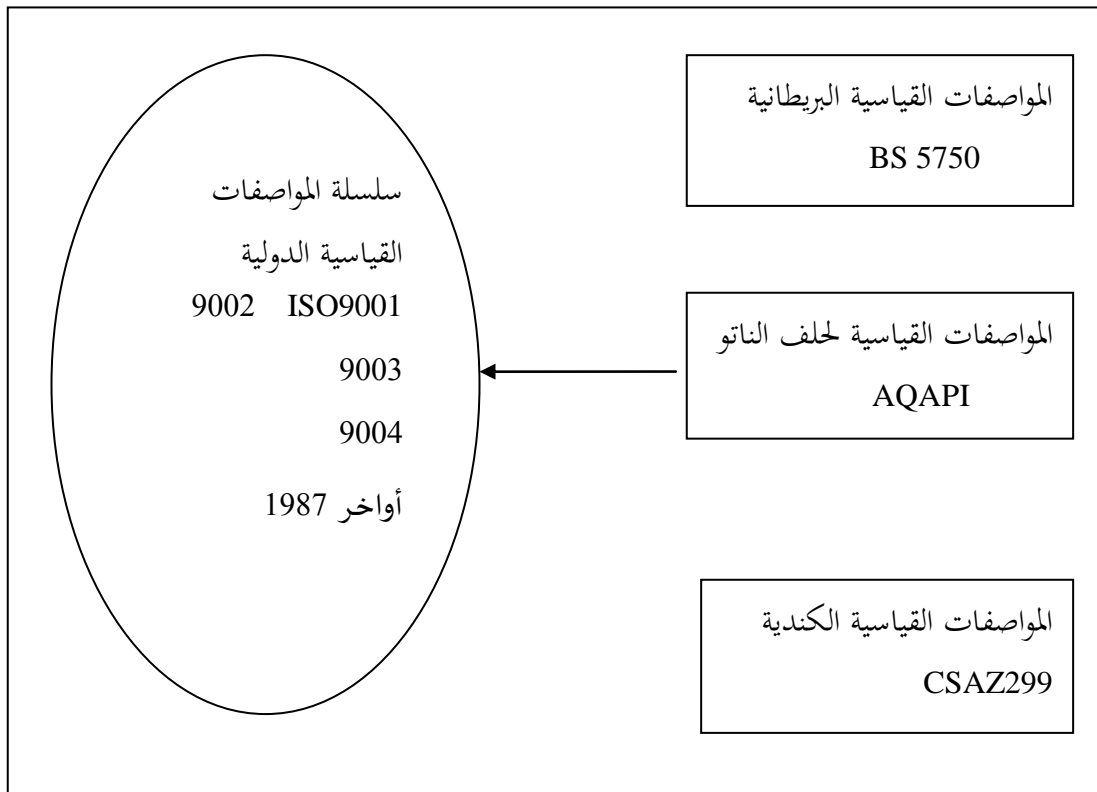 المواصفات القياسية البريطانية
BS 5750
المواصفات القياسية لحلف الناتو
AQAPI
المواصفات القياسية الكندية
CSAZ299
سلسلة المواصفات
القياسية الدولية
ISO9001 9002
9003
9004
أواخر 1987